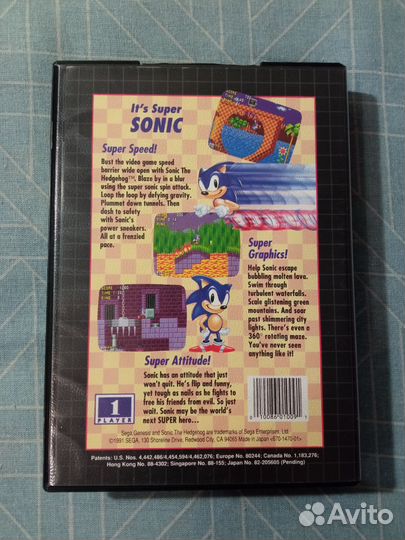 It's Super
SONIC
Super Speed!
Bust the video game speed
barrier wide open with Sonic The
Hedgehog™. Blaze by in a blur
using the super sonic spin attack.
Loop the loop by defying gravity.
Plummet down tunnels. Then
dash to safety
with Sonic's
power sneakers.
All at a frenzied
pace.
Super
Graphics!
Help Sonic escape
bubbling molten lava.
Swim through
turbulent waterfalls.
Scale glistening green
mountains. And soar
past shimmering city
lights. There's even a
360° rotating maze.
You've never seen
anything like it!
Super Attitude!
Sonic has an attitude that just
won't quit. He's flip and funny,
yet tough as nails as he fights to
free his friends from evil. So just
wait. Sonic may be the world's
next SUPER hero...
1
PLAYER
Sega Genesis and Sonic The Hedgehog are trademarks of Sega Enterprises Ltd
©1991 SEGA, 130 Shoreline Drive, Redwood City, CA 94065 Made in Japan <670-1470-01>
Patents: U.S. Nos. 4,442,486/4,454,594/4,462,076; Europe No. 80244; Canada No. 1,183,276;
Hong Kong No. 88-4302; Singapore No. 88-155; Japan No. 82-205605 (Pending)
Avito